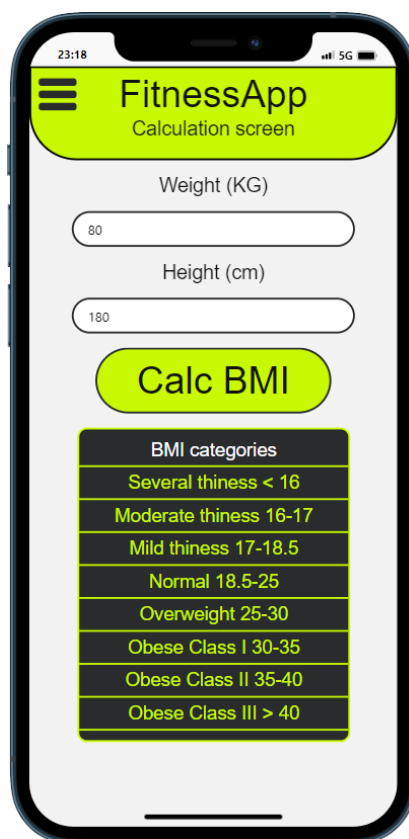 23:18
5G
FitnessApp
Calculation screen
Weight (KG)
80
Height (cm)
180
Calc BMI
BMI categories
Several thiness < 16
Moderate thiness 16-17
Mild thiness 17-18.5
Normal 18.5-25
Overweight 25-30
Obese Class I 30-35
Obese Class II 35-40
Obese Class III > 40